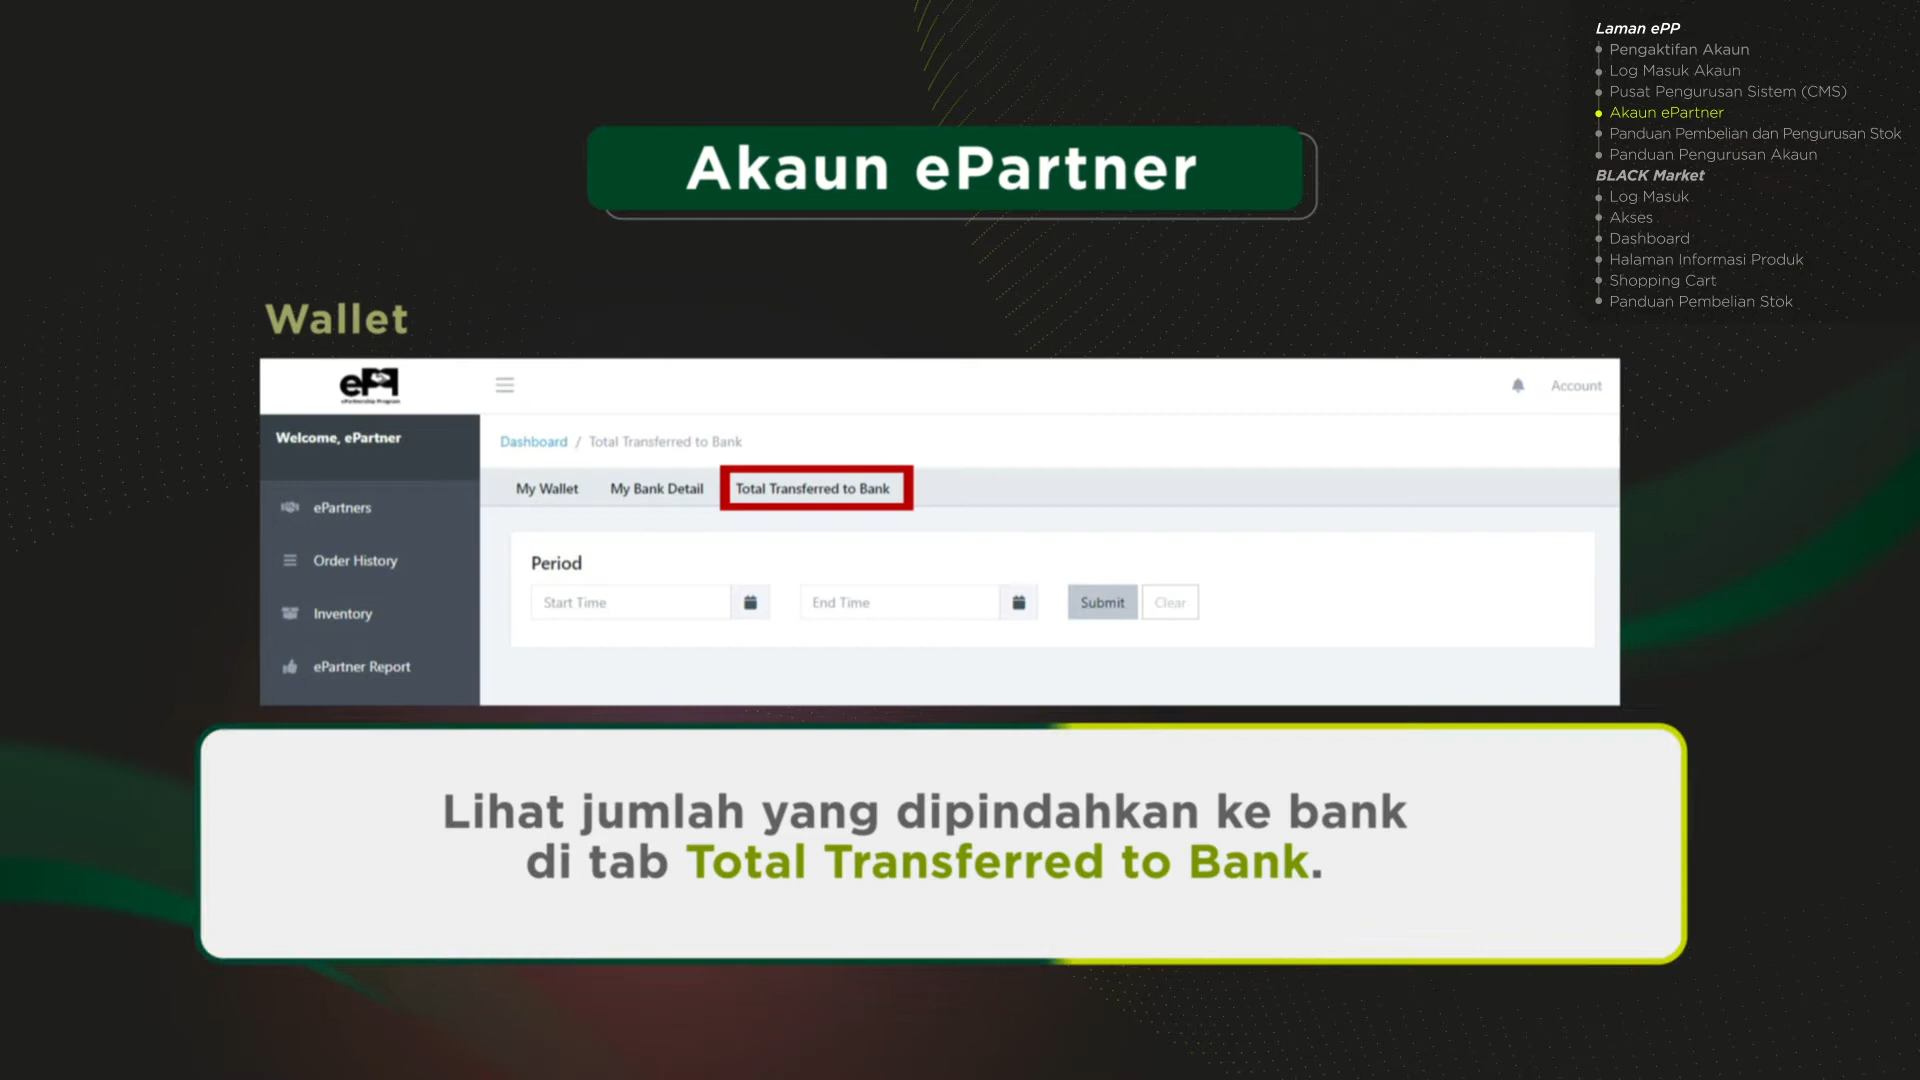 Laman ePP
Pengaktifan Akaun
Log Masuk Akaun
Pusat Pengurusan Sistem (CMS)
Akaun ePartner
Panduan Pembelian dan Pengurusan Stok
Panduan Pengurusan Akaun
BLACK Market
Log Masuk
Akses
Dashboard
Halaman Informasi Produk
Shopping Cart
Panduan Pembelian Stok
Akaun ePartner
Wallet
ePP
ePartnership Program
Account
Welcome, ePartner
Dashboard / Total Transferred to Bank
My Wallet My Bank Detail Total Transferred to Bank
ePartners
Order History
Inventory
ePartner Report
Period
Start Time End Time Submit Clear
Lihat jumlah yang dipindahkan ke bank
di tab Total Transferred to Bank.